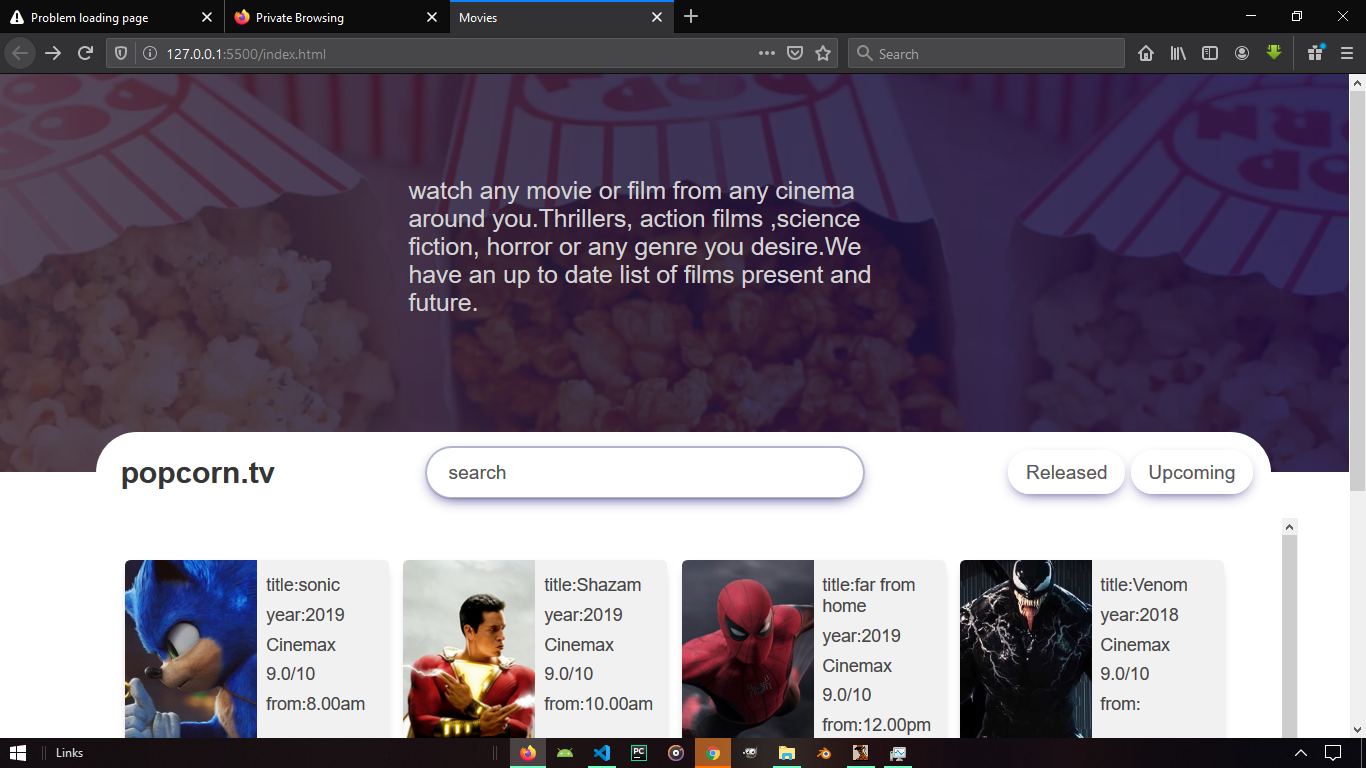 Problem loading page
Private Browsing
Movies
127.0.0.1:5500/index.html
Search
watch any movie or film from any cinema
around you.Thrillers, action films ,science
fiction, horror or any genre you desire.We
have an up to date list of films present and
future.
popcorn.tv
search
Released
Upcoming
title:sonic
year:2019
Cinemax
9.0/10
from:8.00am
title:Shazam
year:2019
Cinemax
9.0/10
from:10.00am
title:far from
home
year:2019
Cinemax
9.0/10
from:12.00pm
title:Venom
year:2018
Cinemax
9.0/10
from:
Links
PC